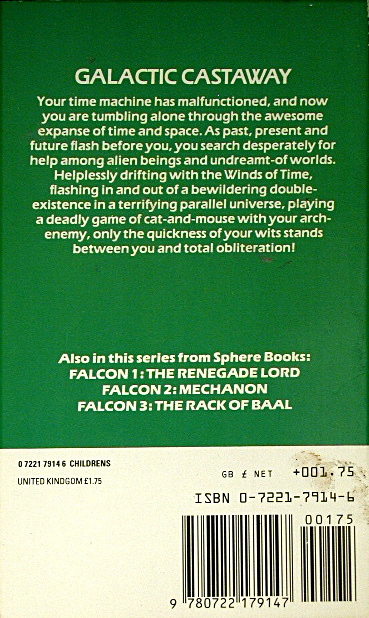 GALACTIC CASTAWAY
Your time machine has malfunctioned, and now
you are tumbling alone through the awesome
expanse of time and space. As past, present and
future flash before you, you search desperately for
help among alien beings and undreamt-of worlds.
Helplessly drifting with the Winds of Time,
flashing in and out of a bewildering double-
existence in a terrifying parallel universe, playing
a deadly game of cat-and-mouse with your arch-
enemy, only the quickness of your wits stands
between you and total obliteration!
Also in this series from Sphere Books:
FALCON 1: THE RENEGADE LORD
FALCON 2: MECHANON
FALCON 3: THE RACK OF BAAL
0 7221 7914 6 CHILDRENS
UNITED KINGDOM £1.75
GB £ NET +001.75
ISBN 0-7221-7914-6
00175
9 780722 179147